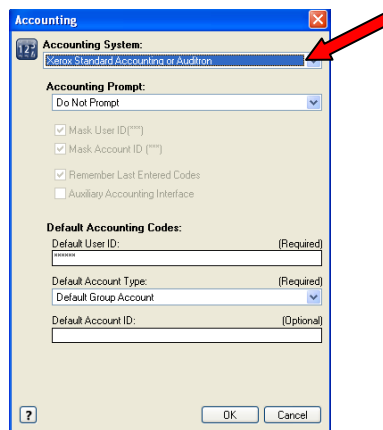 Accounting
Accounting System:
Xerox Standard Accounting or Auditron
Accounting Prompt:
Do Not Prompt
Mask User ID(***)
Mask Account ID (***)
Remember Last Entered Codes
Auxiliary Accounting Interface
Default Accounting Codes:
Default User ID: (Required)
******
Default Account Type: (Required)
Default Group Account
Default Account ID: (Optional)
? OK Cancel